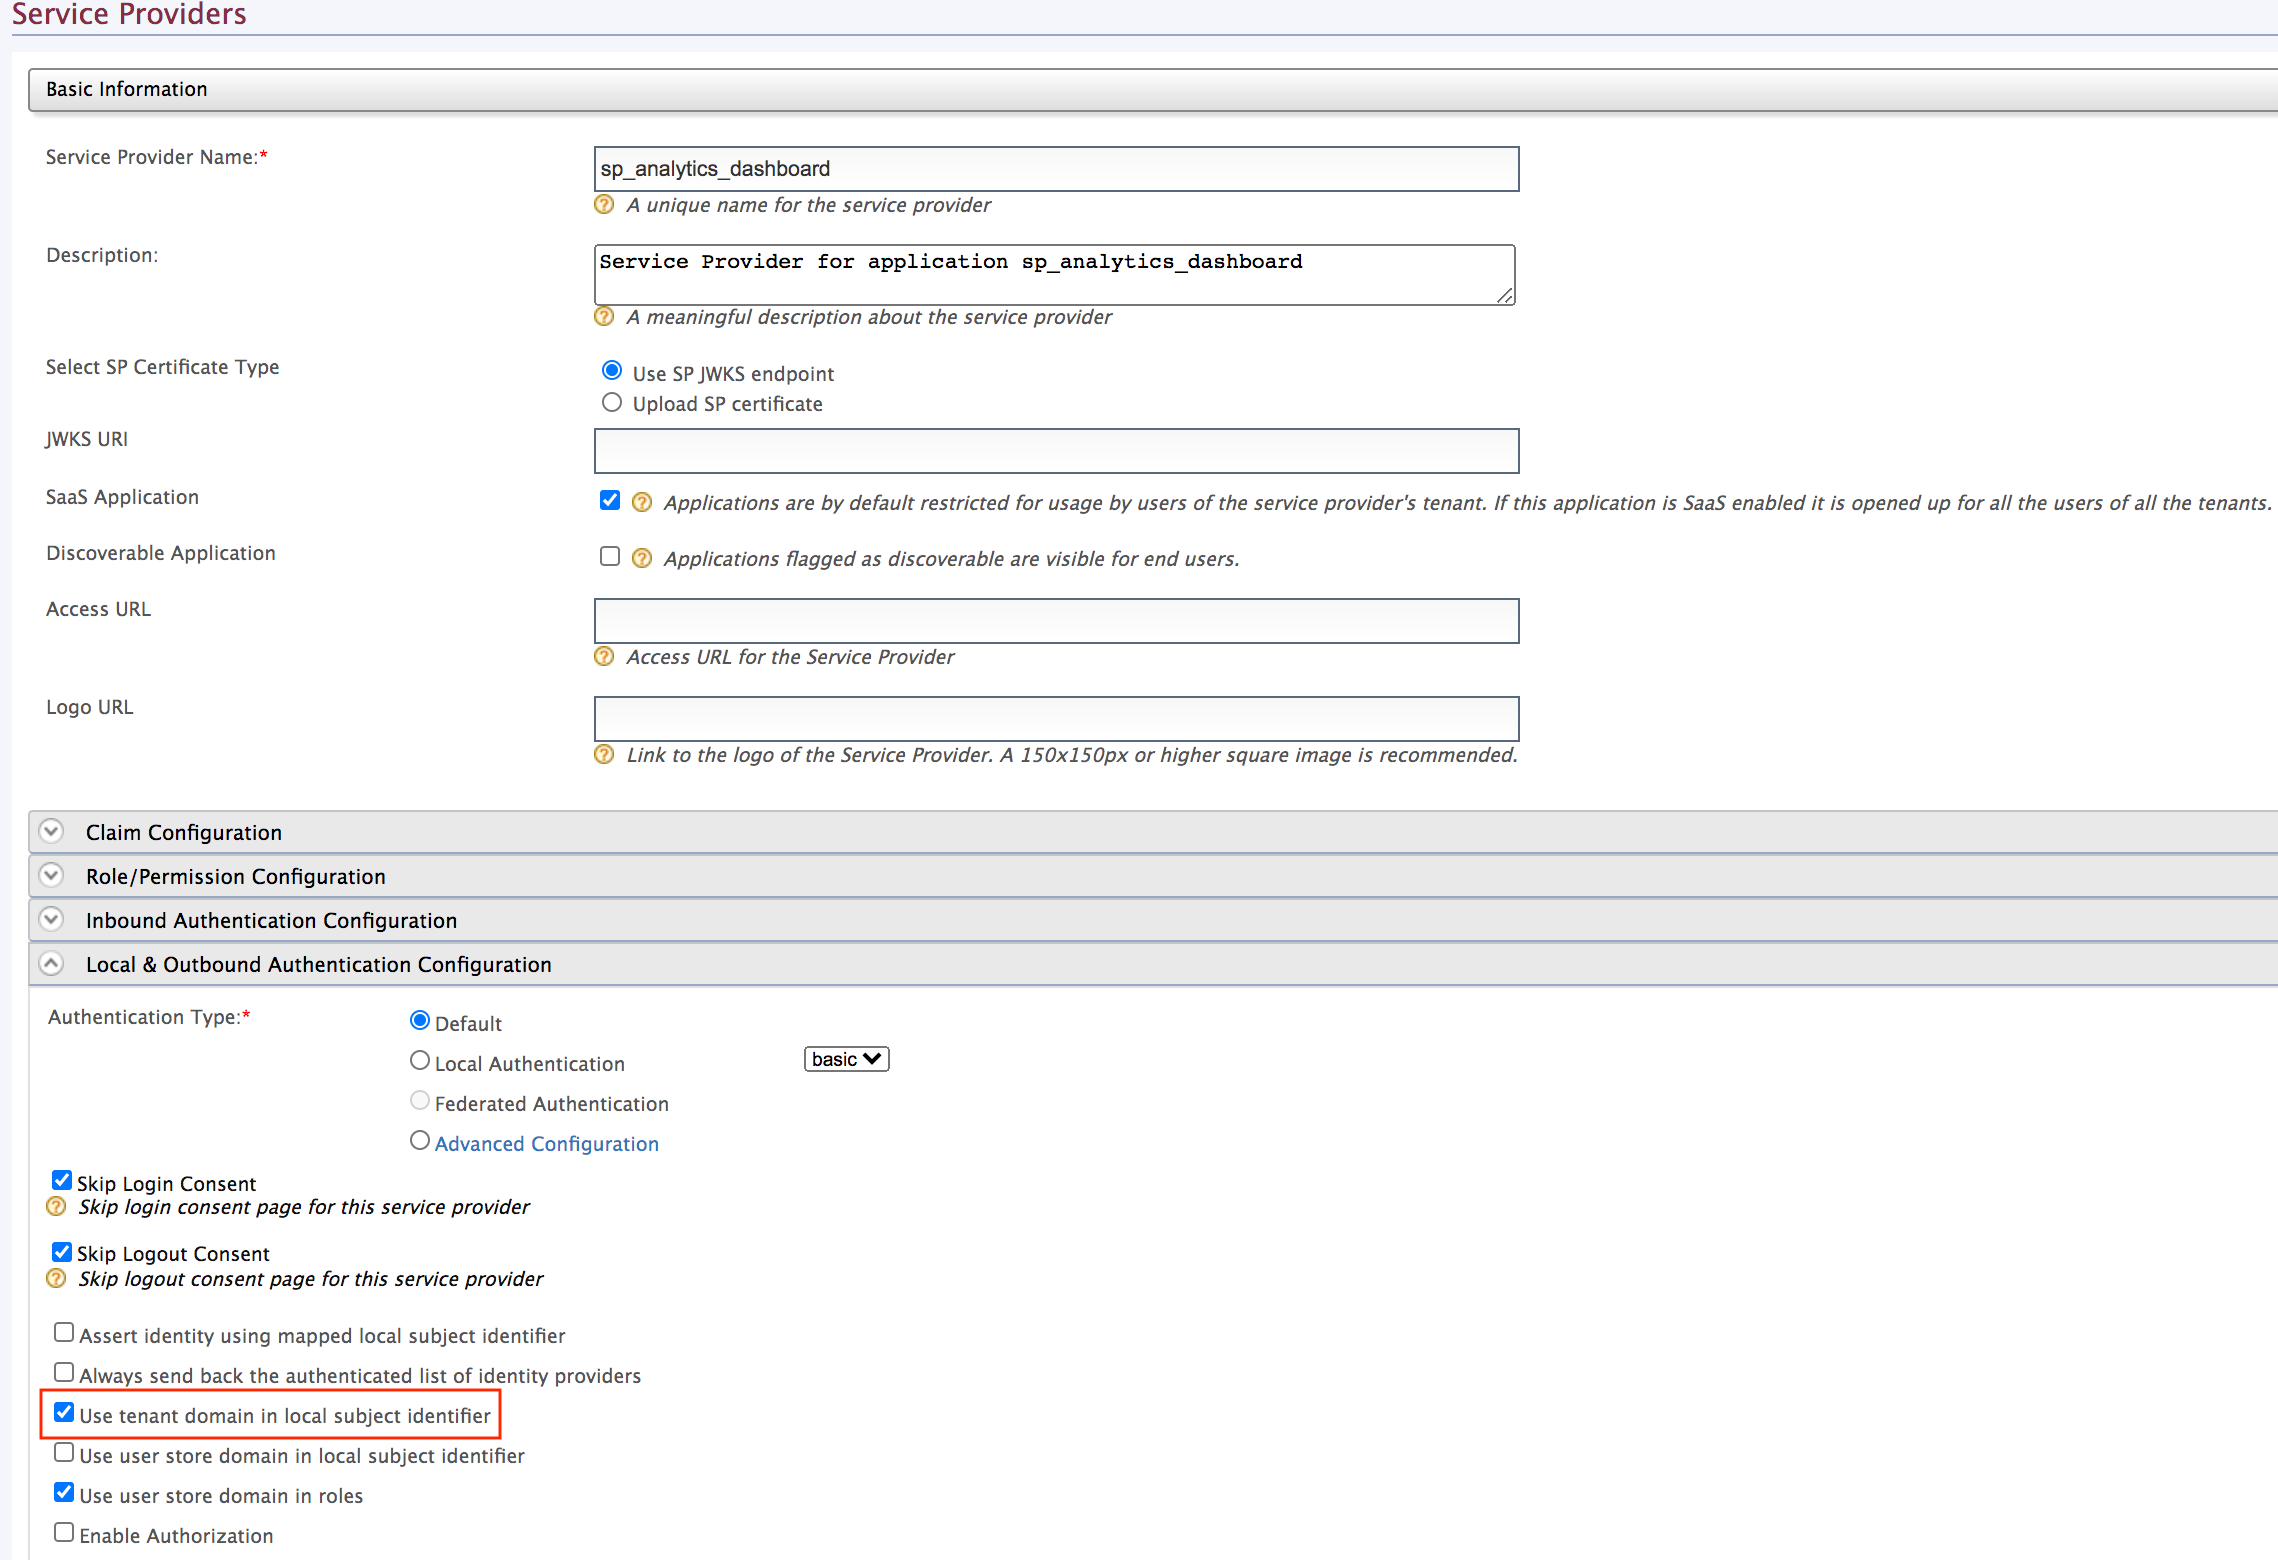 Service Providers
Basic Information
Service Provider Name:*
sp_analytics_dashboard
A unique name for the service provider
Description:
Service Provider for application sp_analytics_dashboard
A meaningful description about the service provider
Select SP Certificate Type
Use SP JWKS endpoint
Upload SP certificate
JWKS URI
SaaS Application
Applications are by default restricted for usage by users of the service provider's tenant. If this application is SaaS enabled it is opened up for all the users of all the tenants.
Discoverable Application
Applications flagged as discoverable are visible for end users.
Access URL
Access URL for the Service Provider
Logo URL
Link to the logo of the Service Provider. A 150x150px or higher square image is recommended.
Claim Configuration
Role/Permission Configuration
Inbound Authentication Configuration
Local & Outbound Authentication Configuration
Authentication Type:*
Default
Local Authentication
basic
Federated Authentication
Advanced Configuration
Skip Login Consent
Skip login consent page for this service provider
Skip Logout Consent
Skip logout consent page for this service provider
Assert identity using mapped local subject identifier
Always send back the authenticated list of identity providers
Use tenant domain in local subject identifier
Use user store domain in local subject identifier
Use user store domain in roles
Enable Authorization